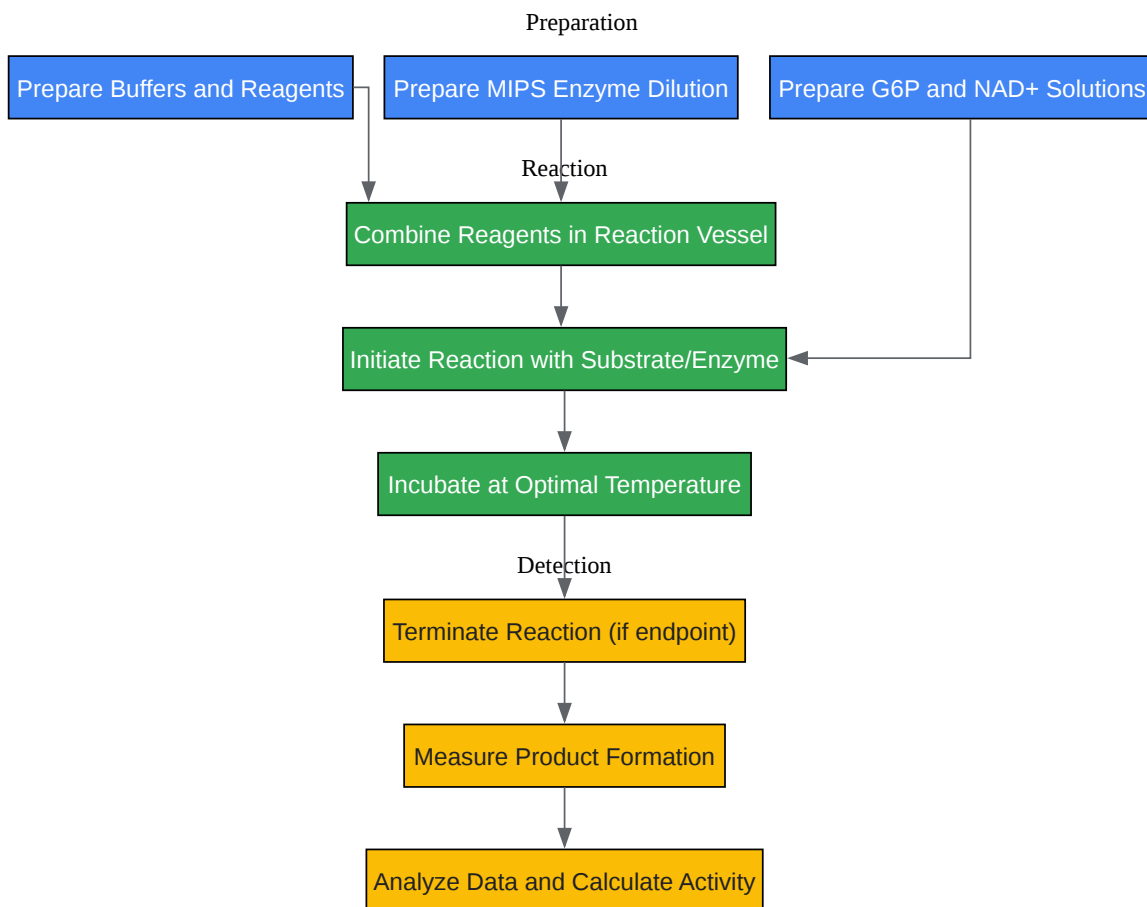 Preparation
Prepare Buffers and Reagents
Prepare MIPS Enzyme Dilution
Prepare G6P and NAD+ Solutions
Reaction
Combine Reagents in Reaction Vessel
Initiate Reaction with Substrate/Enzyme
Incubate at Optimal Temperature
Detection
Terminate Reaction (if endpoint)
Measure Product Formation
Analyze Data and Calculate Activity